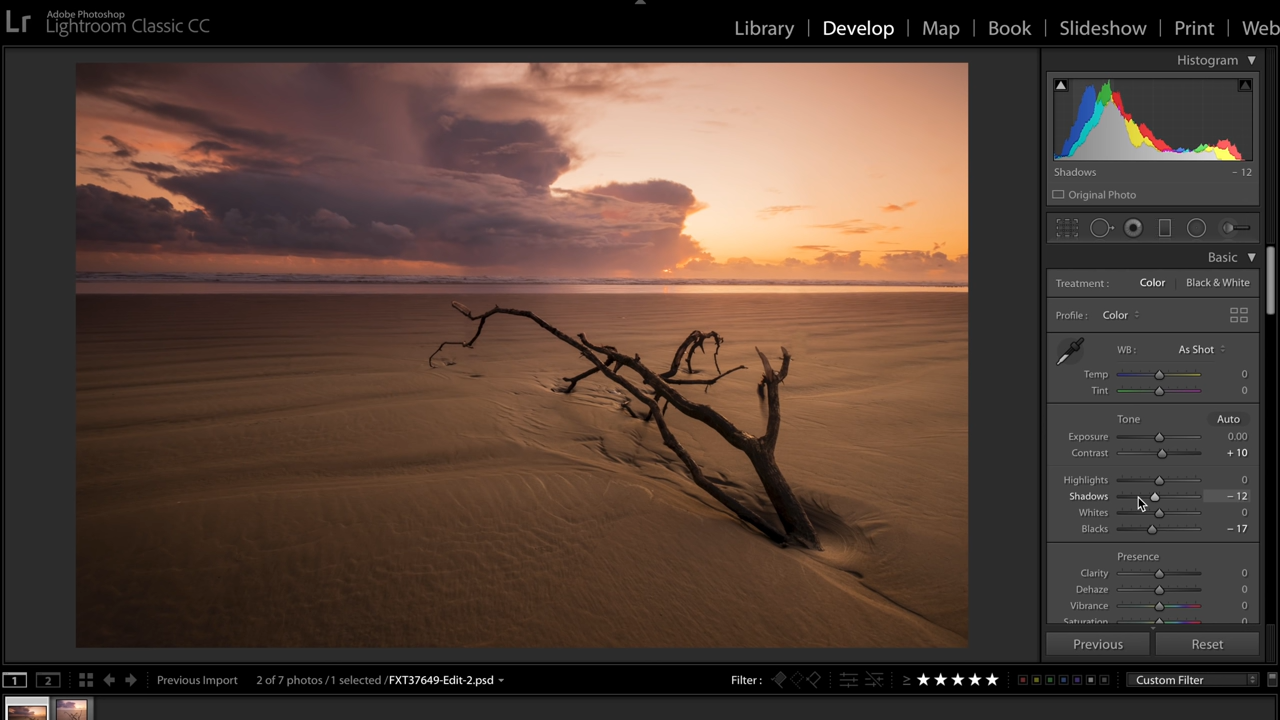 Lr
Adobe Photoshop
Lightroom Classic CC
Library | Develop | Map | Book | Slideshow | Print | Web
Histogram
Shadows – 12
Original Photo
Basic
Treatment : Color Black & White
Profile : Color
WB: As Shot
Temp 0
Tint 0
Tone Auto
Exposure 0.00
Contrast + 10
Highlights 0
Shadows – 12
Whites 0
Blacks – 17
Presence
Clarity 0
Dehaze 0
Vibrance 0
Saturation 0
Previous Reset
1 2 Previous Import 2 of 7 photos /1 selected /FXT37649-Edit-2.psd Filter : ≥ ★★★★★ Custom Filter